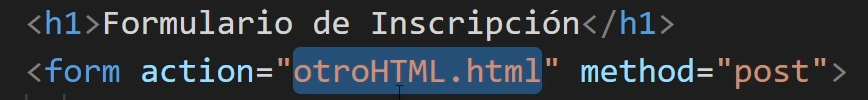 <h1>Formulario de Inscripción</h1>
<form action="otroHTML.html" method="post">